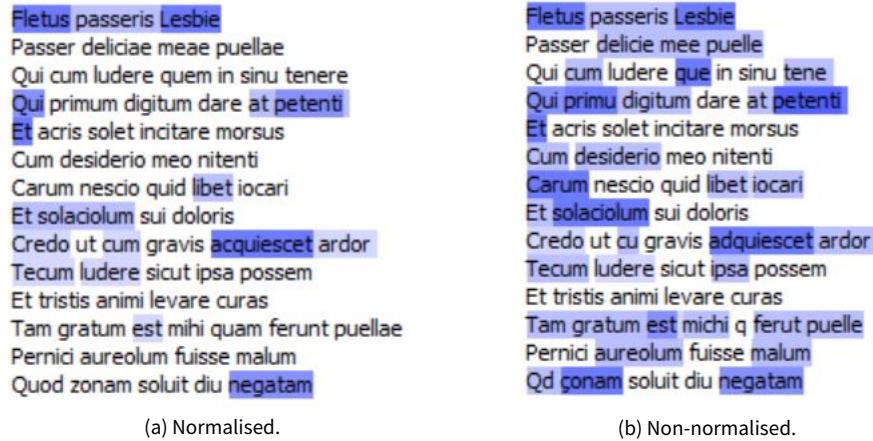 Fletus passeris Lesbie
Passer deliciae meae puellae
Qui cum ludere quem in sinu tenere
Qui primum digitum dare at petenti
Et acris solet incitare morsus
Cum desiderio meo nitenti
Carum nescio quid libet iocari
Et solaciolum sui doloris
Credo ut cum gravis acquiescet ardor
Tecum ludere sicut ipsa possem
Et tristis animi levare curas
Tam gratum est mihi quam ferunt puellae
Pernici aureolum fuisse malum
Quod zonam soluit diu negatam
(a) Normalised.
Fletus passeris Lesbie
Passer delicie mee puelle
Qui cum ludere que in sinu tene
Qui primu digitum dare at petenti
Et acris solet incitare morsus
Cum desiderio meo nitenti
Carum nescio quid libet iocari
Et solaciolum sui doloris
Credo ut cu gravis adquiescet ardor
Tecum ludere sicut ipsa possem
Et tristis animi levare curas
Tam gratum est michi q ferut puelle
Pernici aureolum fuisse malum
Qd çonam soluit diu negatam
(b) Non-normalised.